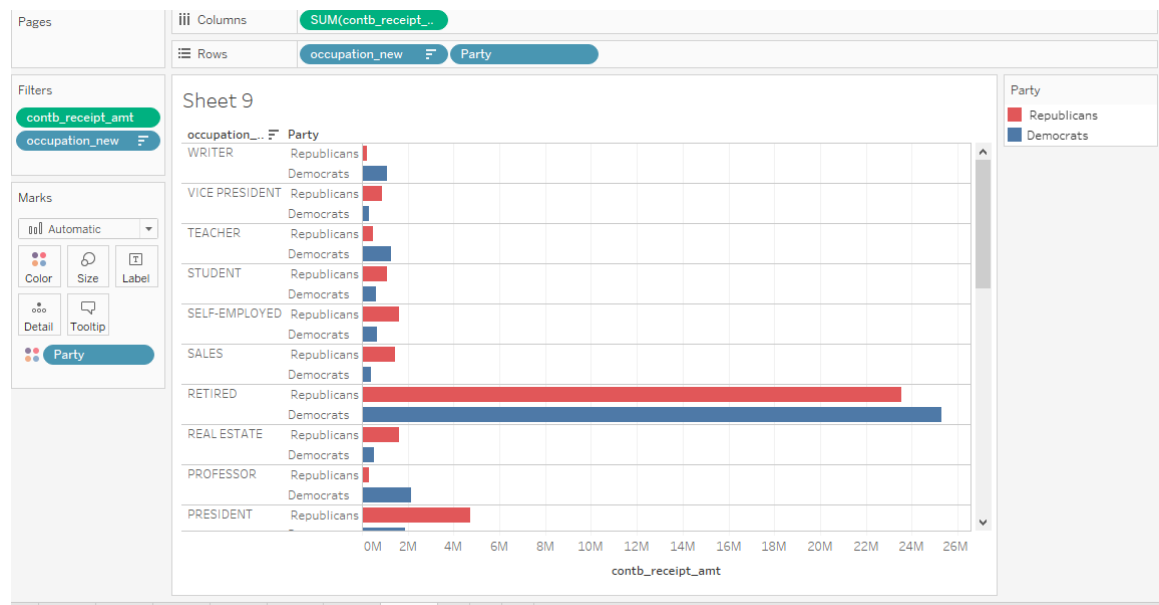 Pages
Columns
SUM(contb_receipt_..
Rows
occupation_new
Party
Filters
contb_receipt_amt
occupation_new
Marks
Automatic
Color
Size
Label
Detail
Tooltip
Party
Sheet 9
occupation_.. Party
WRITER Republicans
Democrats
VICE PRESIDENT Republicans
Democrats
TEACHER Republicans
Democrats
STUDENT Republicans
Democrats
SELF-EMPLOYED Republicans
Democrats
SALES Republicans
Democrats
RETIRED Republicans
Democrats
REAL ESTATE Republicans
Democrats
PROFESSOR Republicans
Democrats
PRESIDENT Republicans
0M 2M 4M 6M 8M 10M 12M 14M 16M 18M 20M 22M 24M 26M
contb_receipt_amt
Party
Republicans
Democrats